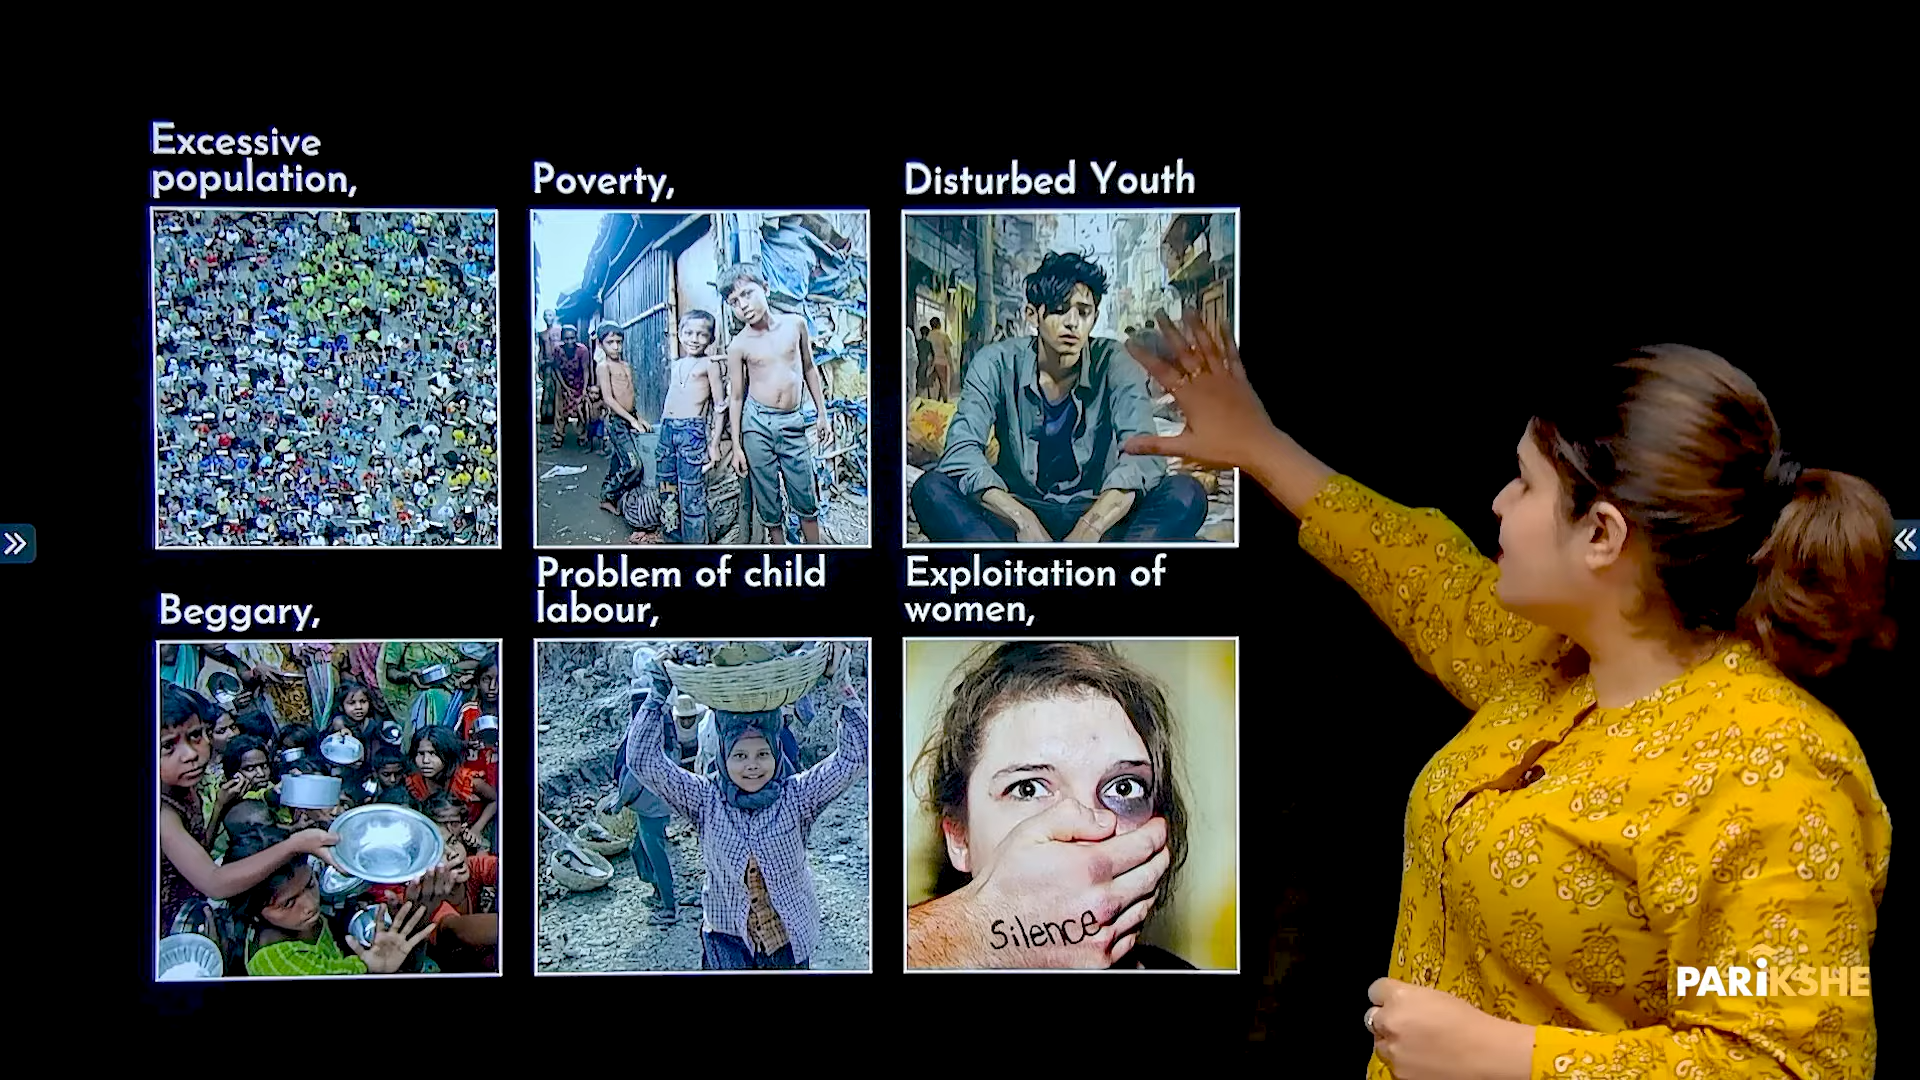 Excessive
population,
Poverty,
Disturbed Youth
Beggary,
Problem of child
labour,
Exploitation of
women,
Silence
PARiKSHE